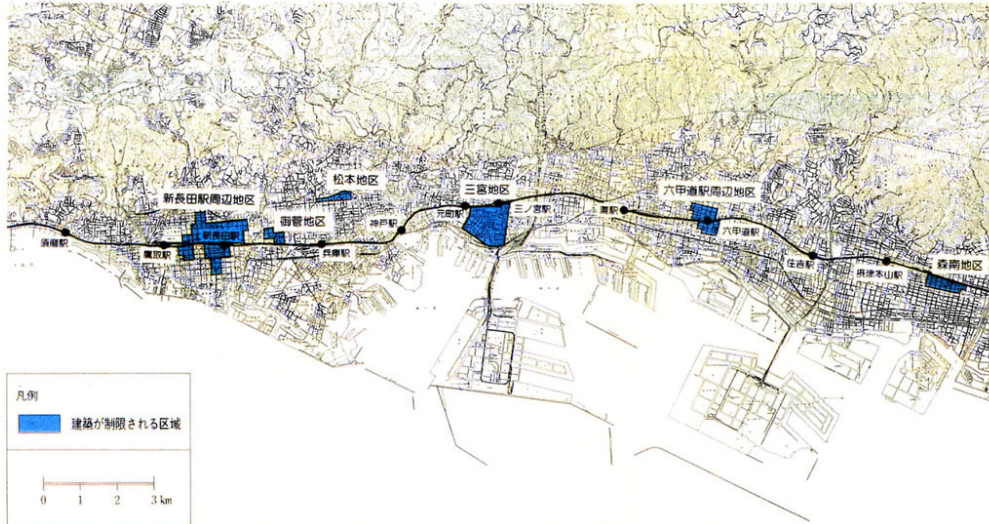 松本地区
新長田駅周辺地区
御菅地区
三宮地区
六甲道駅周辺地区
森南地区
須磨駅
鷹取駅
新長田駅
兵庫駅
神戸駅
元町駅
三ノ宮駅
灘駅
六甲道駅
住吉駅
摂津本山駅
凡例
建築が制限される区域
0 1 2 3 km